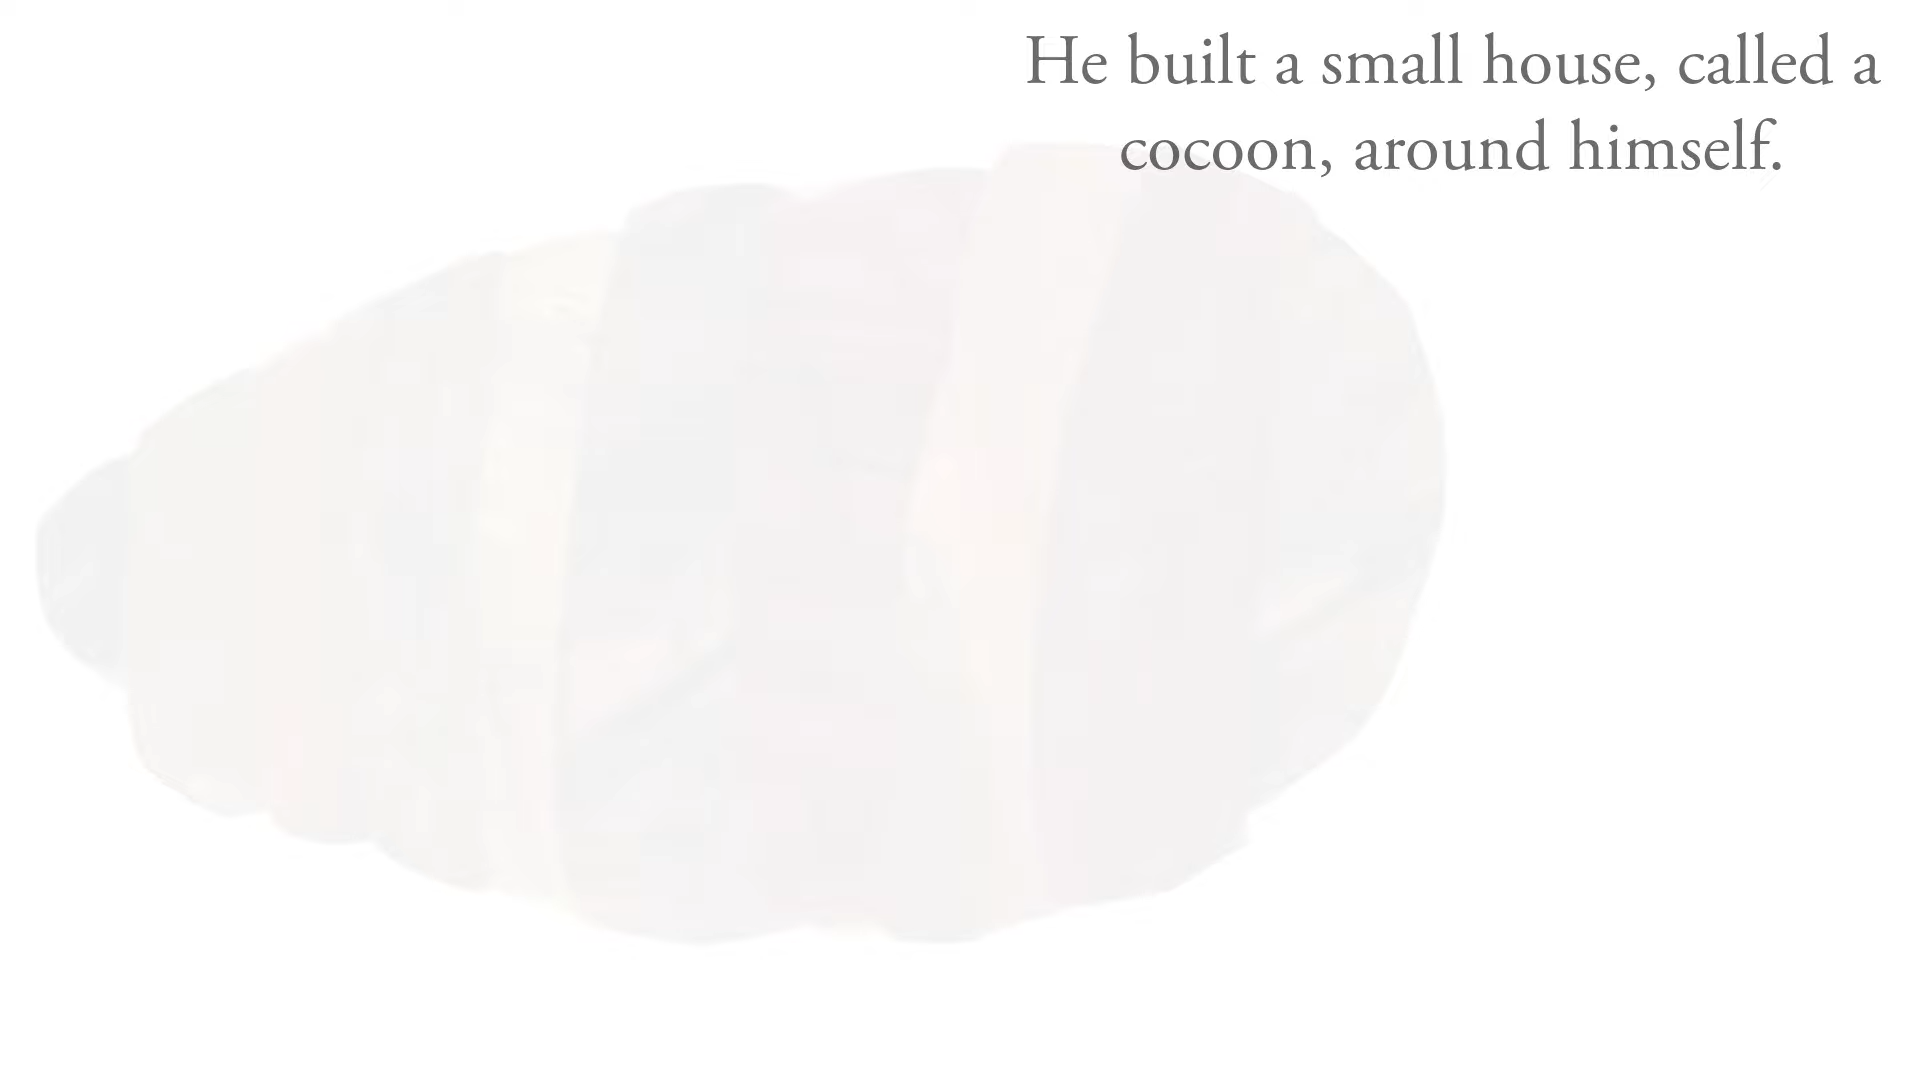 He built a small house, called a
cocoon, around himself.